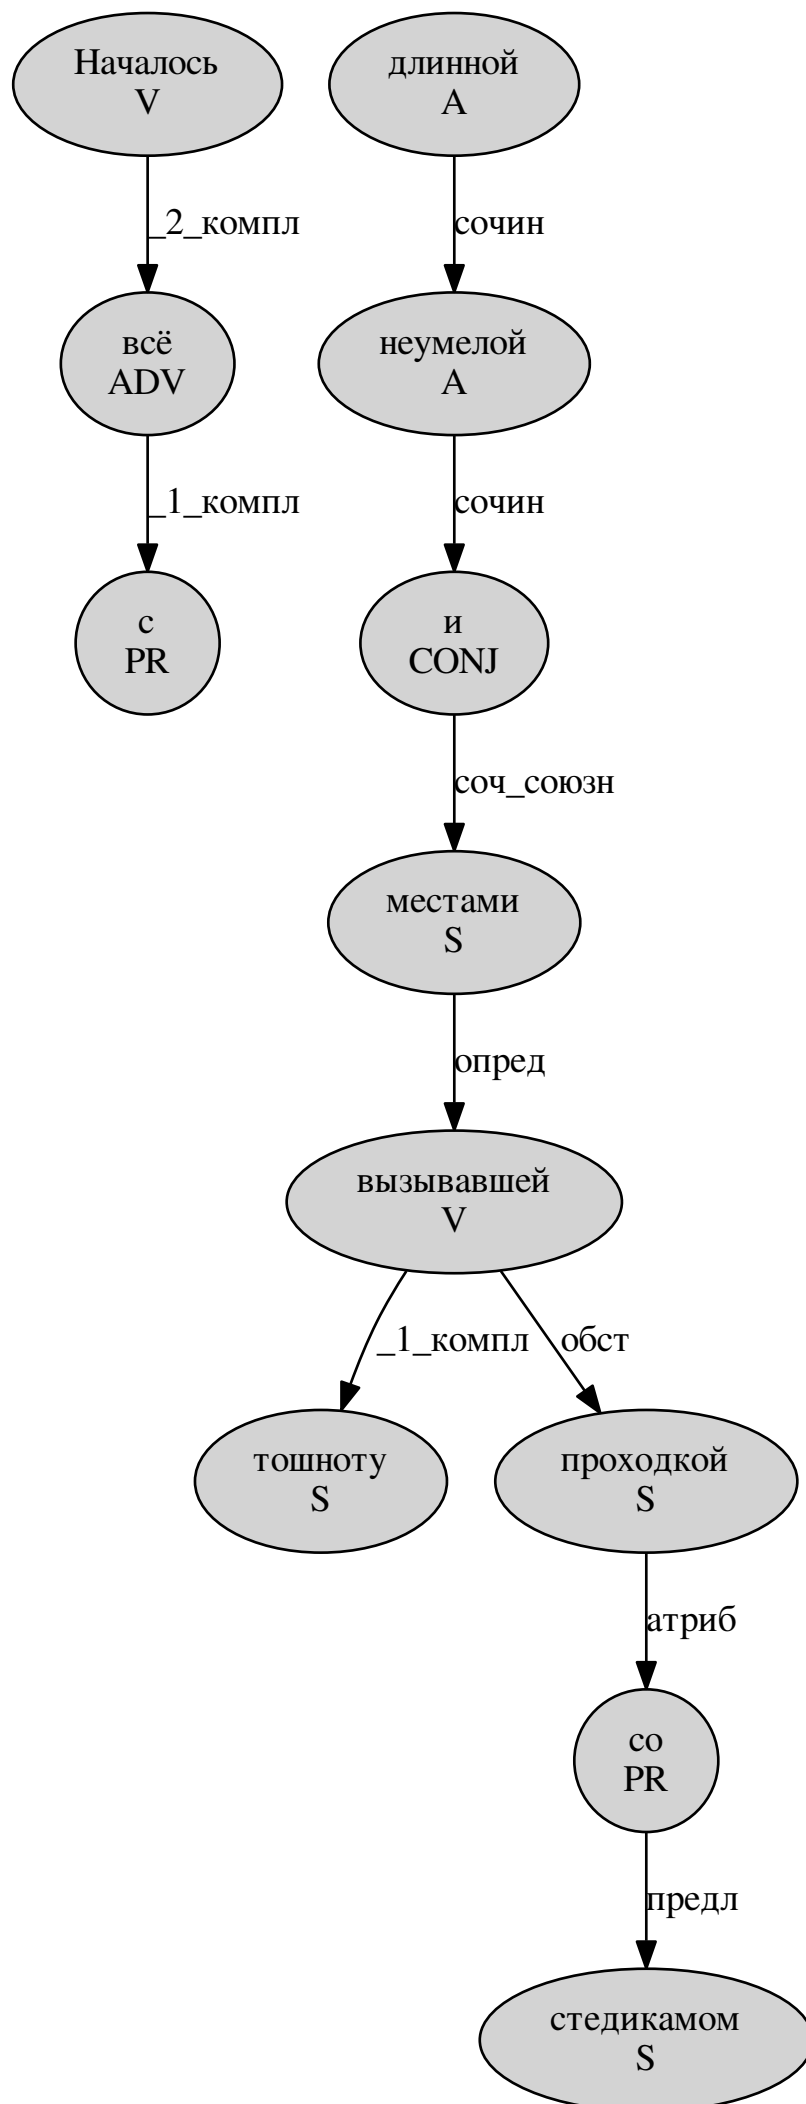 Началось
V
длинной
A
_2_компл
сочин
всё
ADV
неумелой
A
_1_компл
сочин
с
PR
и
CONJ
соч_союзн
местами
S
опред
вызывавшей
V
_1_компл
обст
тошноту
S
проходкой
S
атриб
со
PR
предл
стедикамом
S